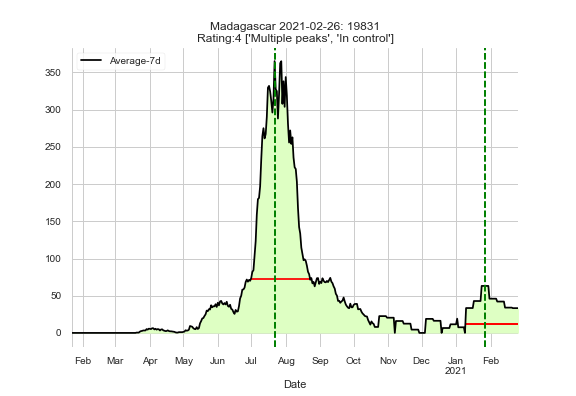 Madagascar 2021-02-26: 19831
Rating:4 ['Multiple peaks', 'In control']
Average-7d
350
300
250
200
150
100
50
0
Feb Mar Apr May Jun Jul Aug Sep Oct Nov Dec Jan Feb
2021
Date